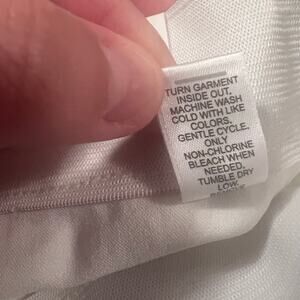 TURN GARMENT
INSIDE OUT.
MACHINE WASH
COLD WITH LIKE
COLORS,
GENTLE CYCLE.
ONLY
NON-CHLORINE
BLEACH WHEN
NEEDED.
TUMBLE DRY
LOW.